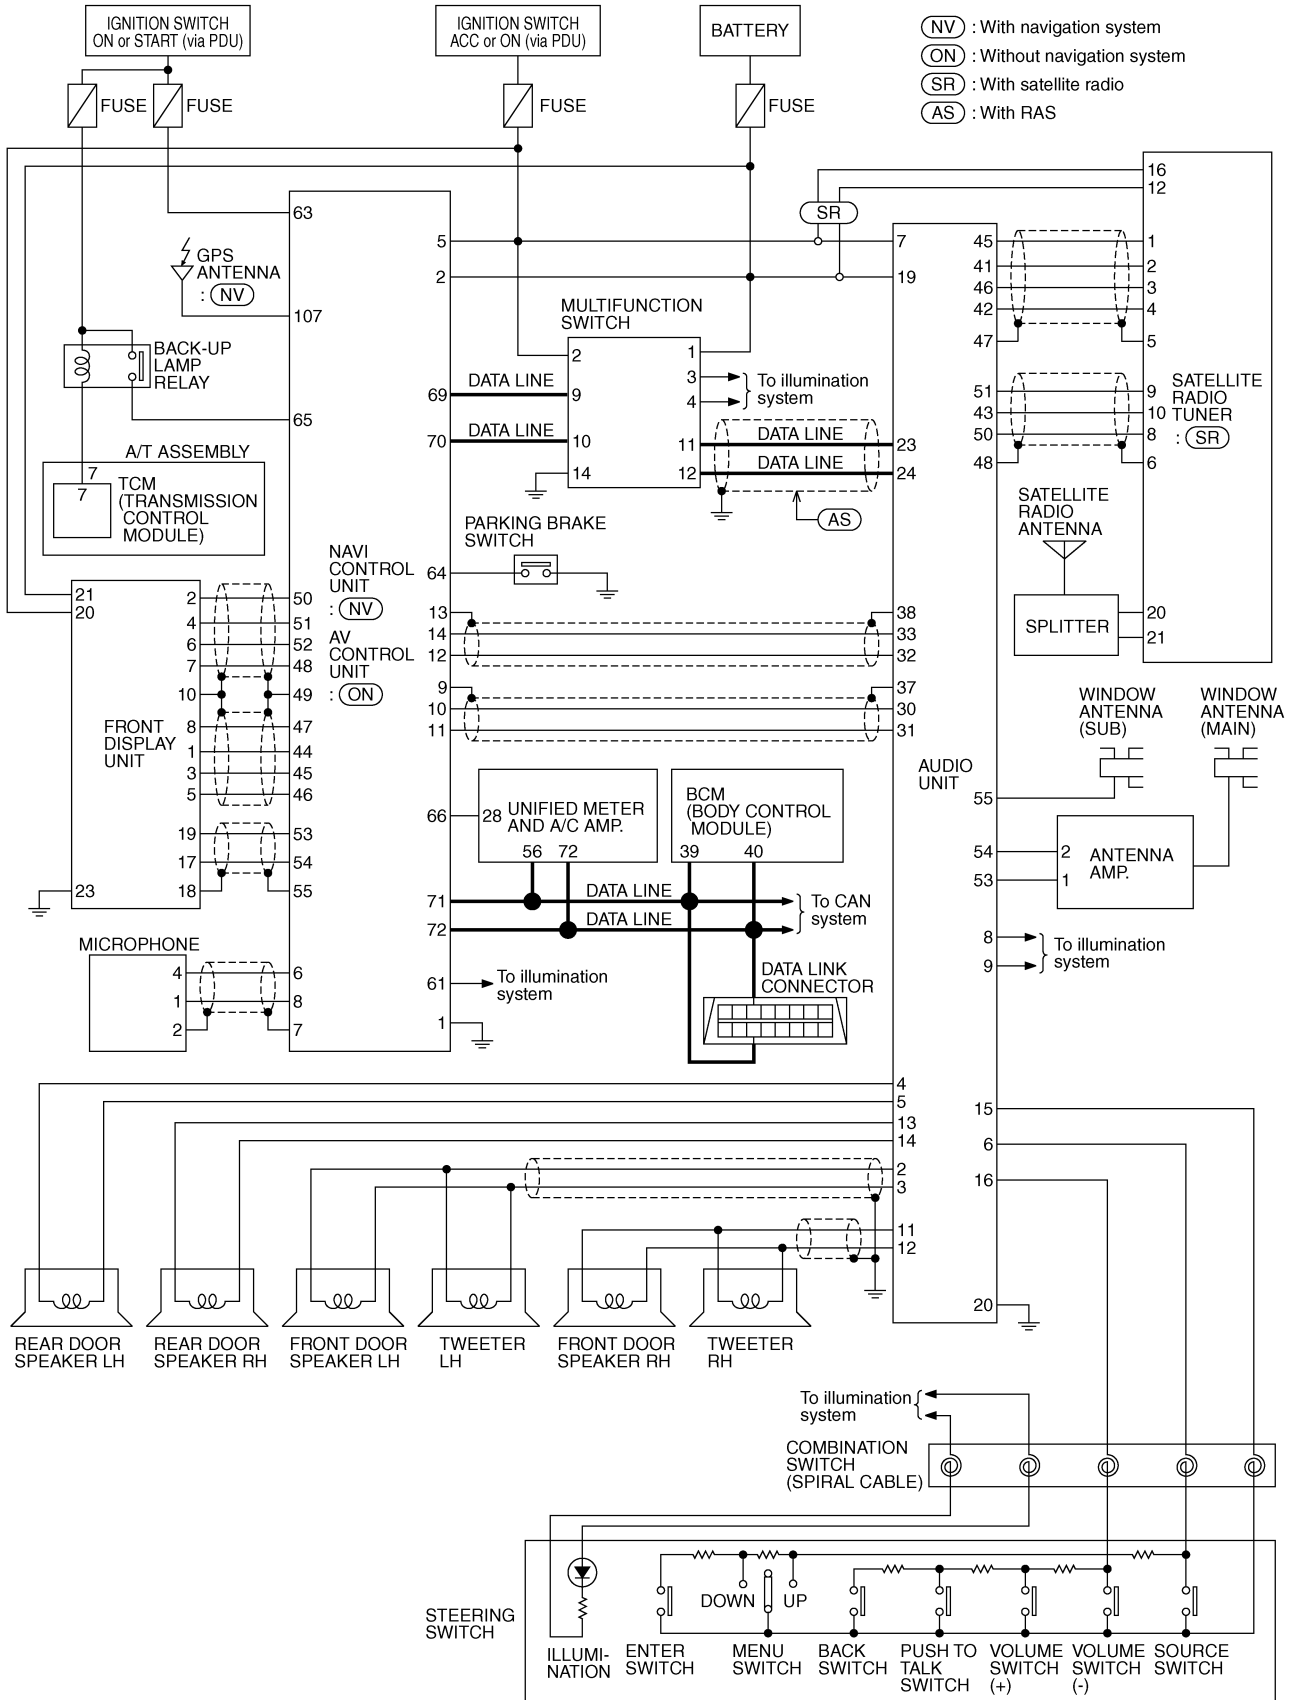 IGNITION SWITCH
ON or START (via PDU)
IGNITION SWITCH
ACC or ON (via PDU)
BATTERY
NV : With navigation system
ON : Without navigation system
SR : With satellite radio
AS : With RAS
FUSE
FUSE
FUSE
FUSE
16
12
SR
63
5
7
45
1
GPS
ANTENNA
: NV
2
19
41
2
46
3
42
4
107
47
5
MULTIFUNCTION
SWITCH
BACK-UP
LAMP
RELAY
2
1
3
4
To illumination
system
69
DATA LINE
9
51
9
43
10
50
8
48
6
SATELLITE
RADIO
TUNER
: SR
65
70
DATA LINE
10
11
DATA LINE
23
14
12
DATA LINE
24
A/T ASSEMBLY
7
7
TCM
(TRANSMISSION
CONTROL
MODULE)
AS
SATELLITE
RADIO
ANTENNA
PARKING BRAKE
SWITCH
NAVI
CONTROL
UNIT
: NV
64
21
20
2
50
4
51
6
52
7
48
10
49
8
47
1
44
3
45
5
46
19
53
17
54
18
55
23
FRONT
DISPLAY
UNIT
AV
CONTROL
UNIT
: ON
13
38
14
33
12
32
9
37
10
30
11
31
SPLITTER
20
21
WINDOW
ANTENNA
(SUB)
WINDOW
ANTENNA
(MAIN)
AUDIO
UNIT
55
66
28
UNIFIED METER
AND A/C AMP.
56
72
BCM
(BODY CONTROL
MODULE)
39
40
54
2
53
1
ANTENNA
AMP.
71
DATA LINE
72
DATA LINE
To CAN
system
8
9
To illumination
system
MICROPHONE
4
6
1
8
2
7
61
To illumination
system
DATA LINK
CONNECTOR
1
4
5
13
14
2
3
11
12
15
6
16
20
REAR DOOR
SPEAKER LH
REAR DOOR
SPEAKER RH
FRONT DOOR
SPEAKER LH
TWEETER
LH
FRONT DOOR
SPEAKER RH
TWEETER
RH
To illumination
system
COMBINATION
SWITCH
(SPIRAL CABLE)
STEERING
SWITCH
DOWN
UP
ILLUMI-
NATION
ENTER
SWITCH
MENU
SWITCH
BACK
SWITCH
PUSH TO
TALK
SWITCH
VOLUME
SWITCH
(+)
VOLUME
SWITCH
(-)
SOURCE
SWITCH